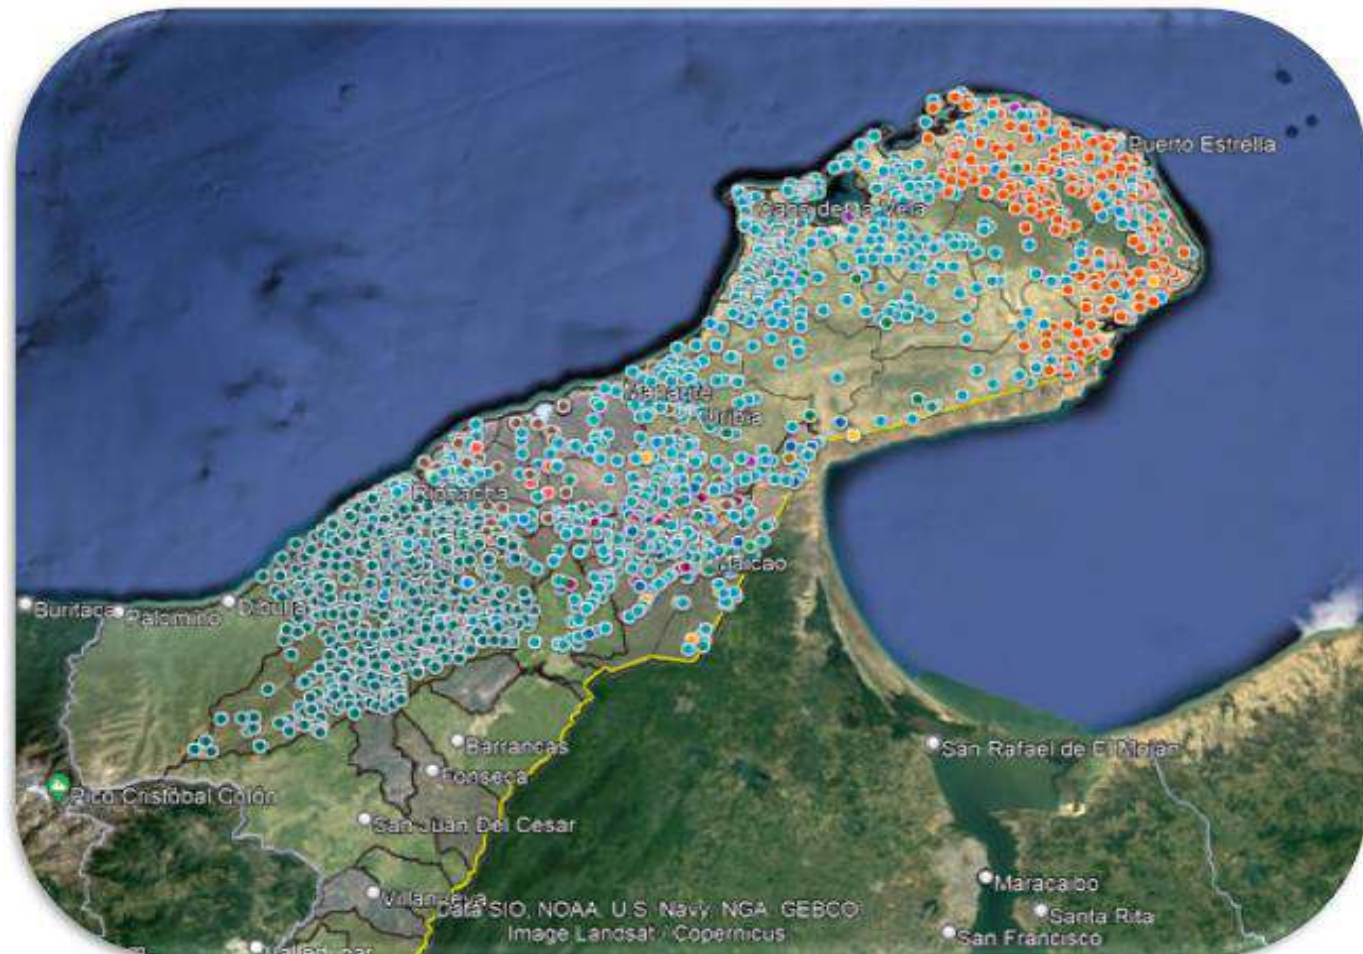 Puerto Estrella
Cabo de La Vela
Manaure
Uribia
Riohacha
Maicao
Buritaca
Palomino
Dibulla
Barrancas
San Rafael de El Moján
Fonseca
Pico Cristóbal Colón
San Juan Del Cesar
Maracaibo
Villanueva
Data SIO, NOAA, U.S. Navy, NGA, GEBCO
Santa Rita
Image Landsat / Copernicus
San Francisco
Valledupar